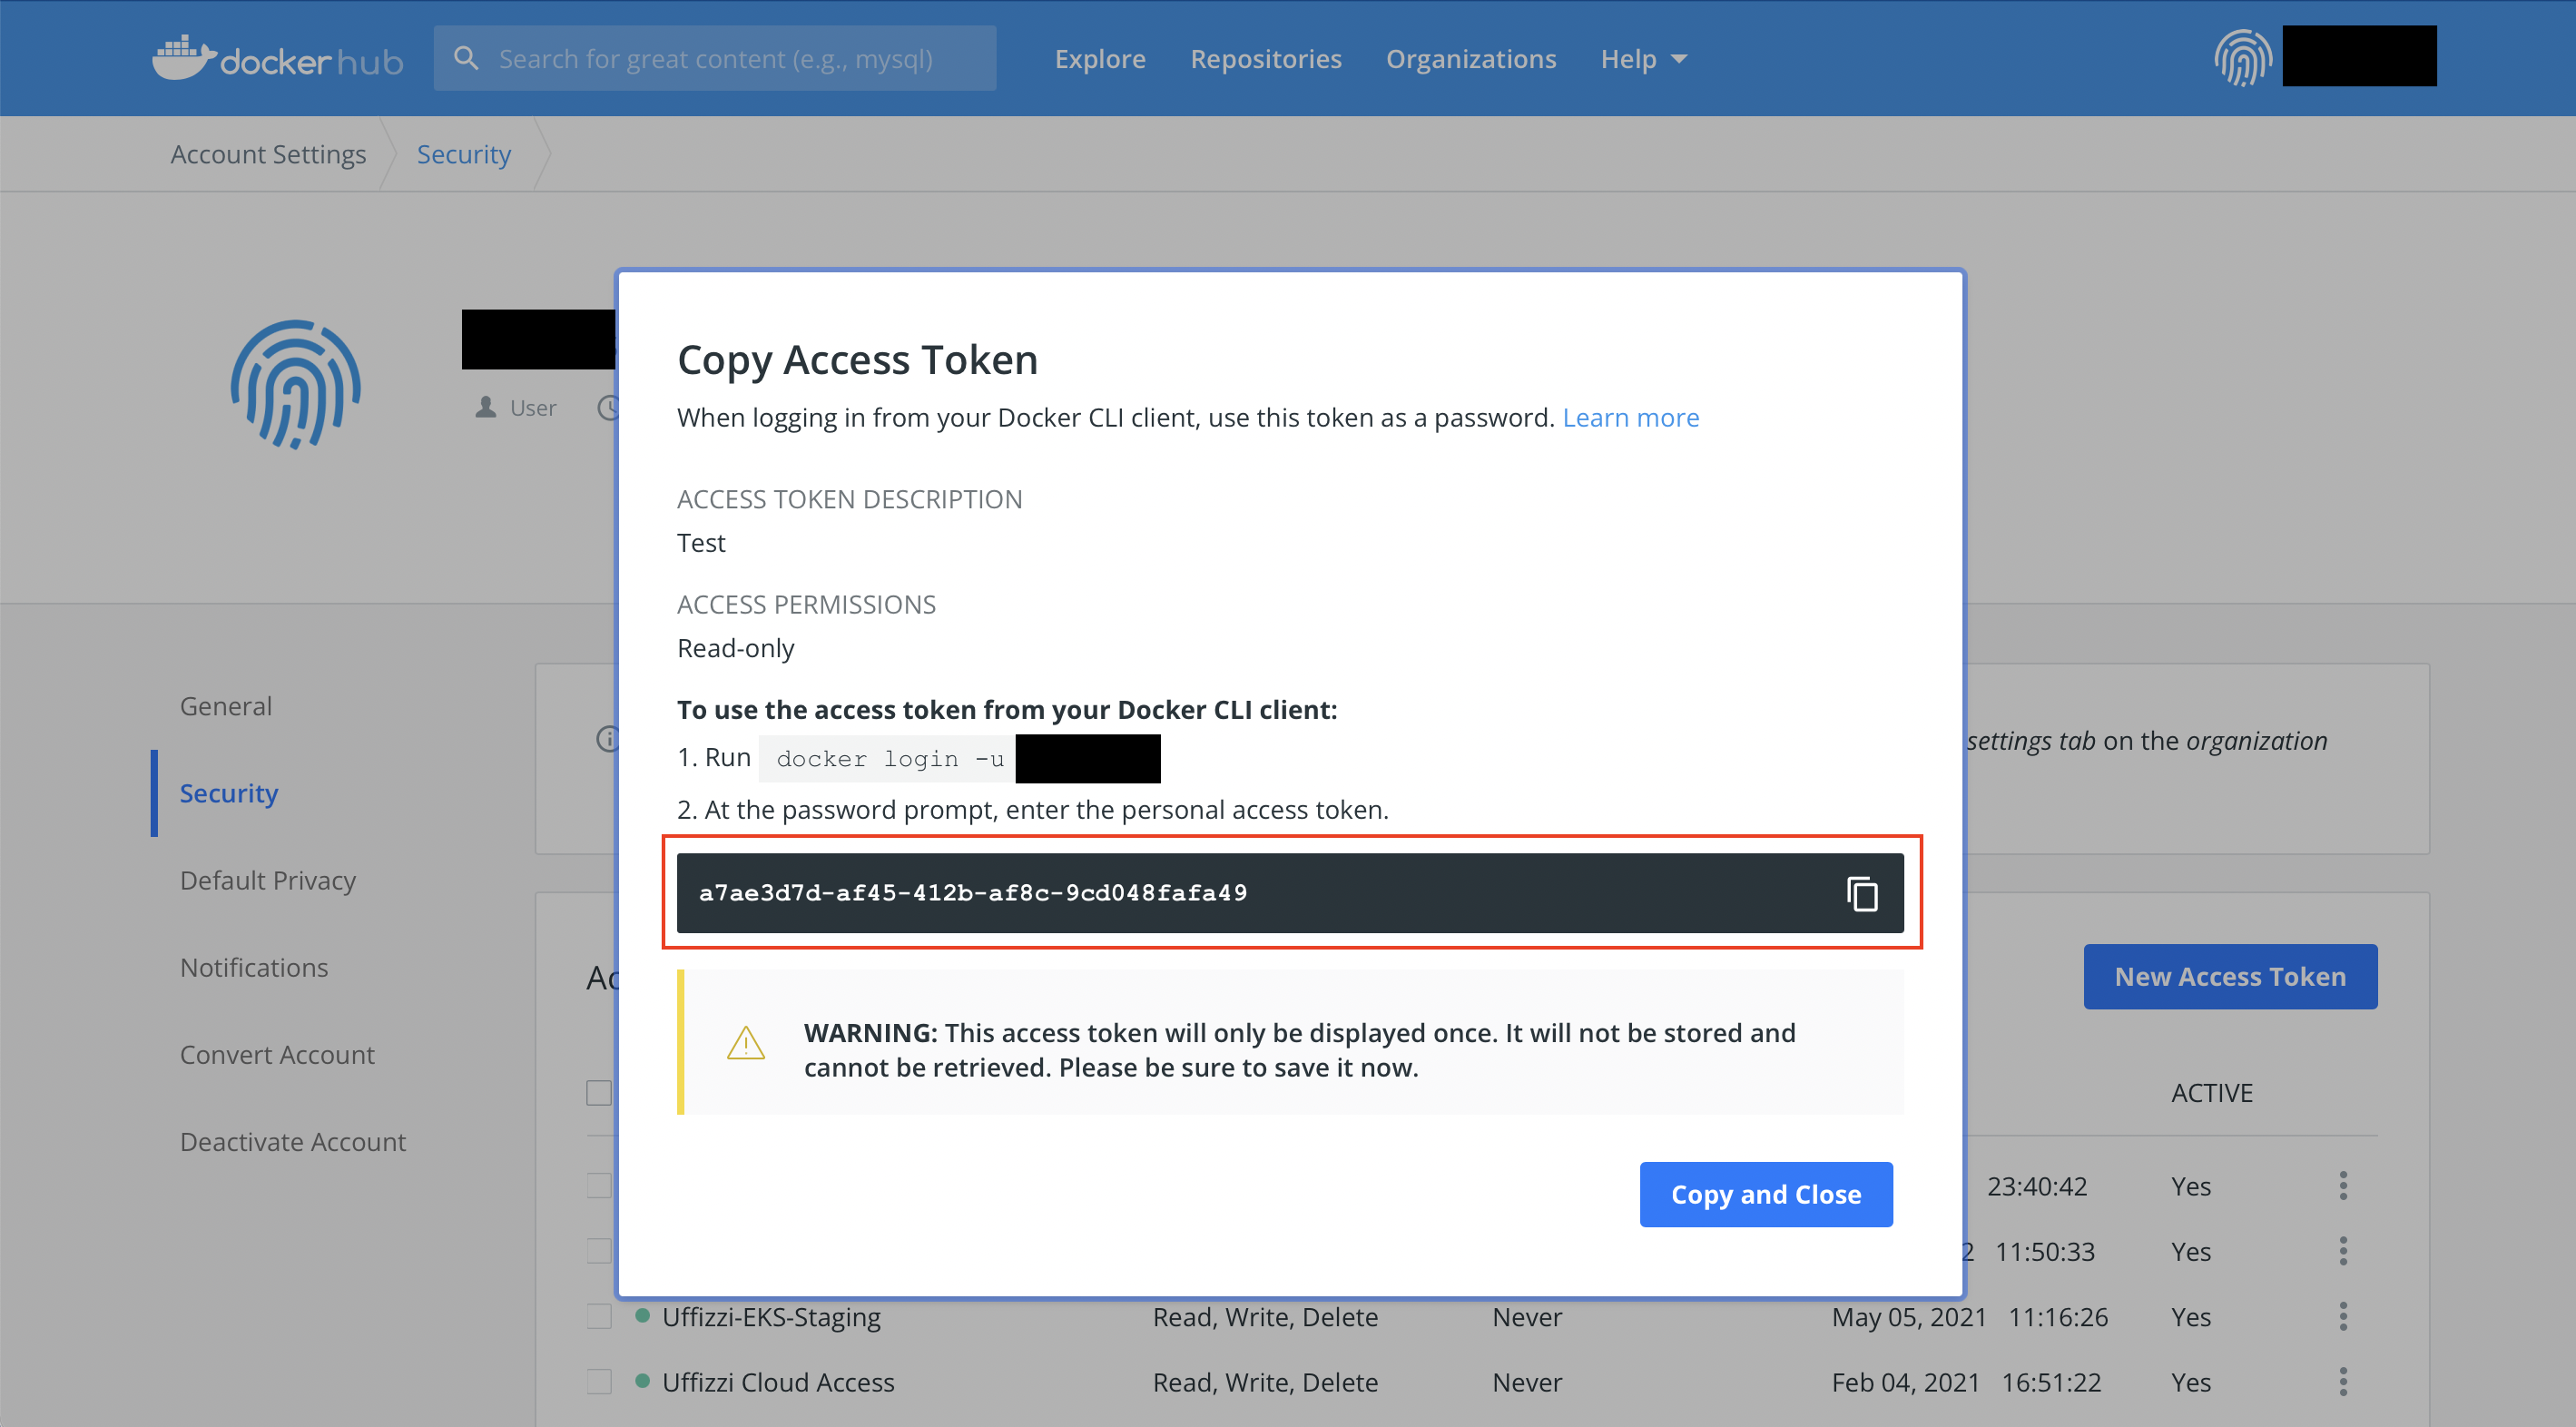 docker hub
Search for great content (e.g., mysql)
Explore
Repositories
Organizations
Help
Account Settings
Security
User
Copy Access Token
When logging in from your Docker CLI client, use this token as a password. Learn more
ACCESS TOKEN DESCRIPTION
Test
ACCESS PERMISSIONS
Read-only
To use the access token from your Docker CLI client:
1. Run docker login -u
2. At the password prompt, enter the personal access token.
a7ae3d7d-af45-412b-af8c-9cd048fafa49
WARNING: This access token will only be displayed once. It will not be stored and
cannot be retrieved. Please be sure to save it now.
Copy and Close
General
Security
Default Privacy
Notifications
Convert Account
Deactivate Account
settings tab on the organization
New Access Token
ACTIVE
23:40:42 Yes
2 11:50:33 Yes
Uffizzi-EKS-Staging Read, Write, Delete Never May 05, 2021 11:16:26 Yes
Uffizzi Cloud Access Read, Write, Delete Never Feb 04, 2021 16:51:22 Yes